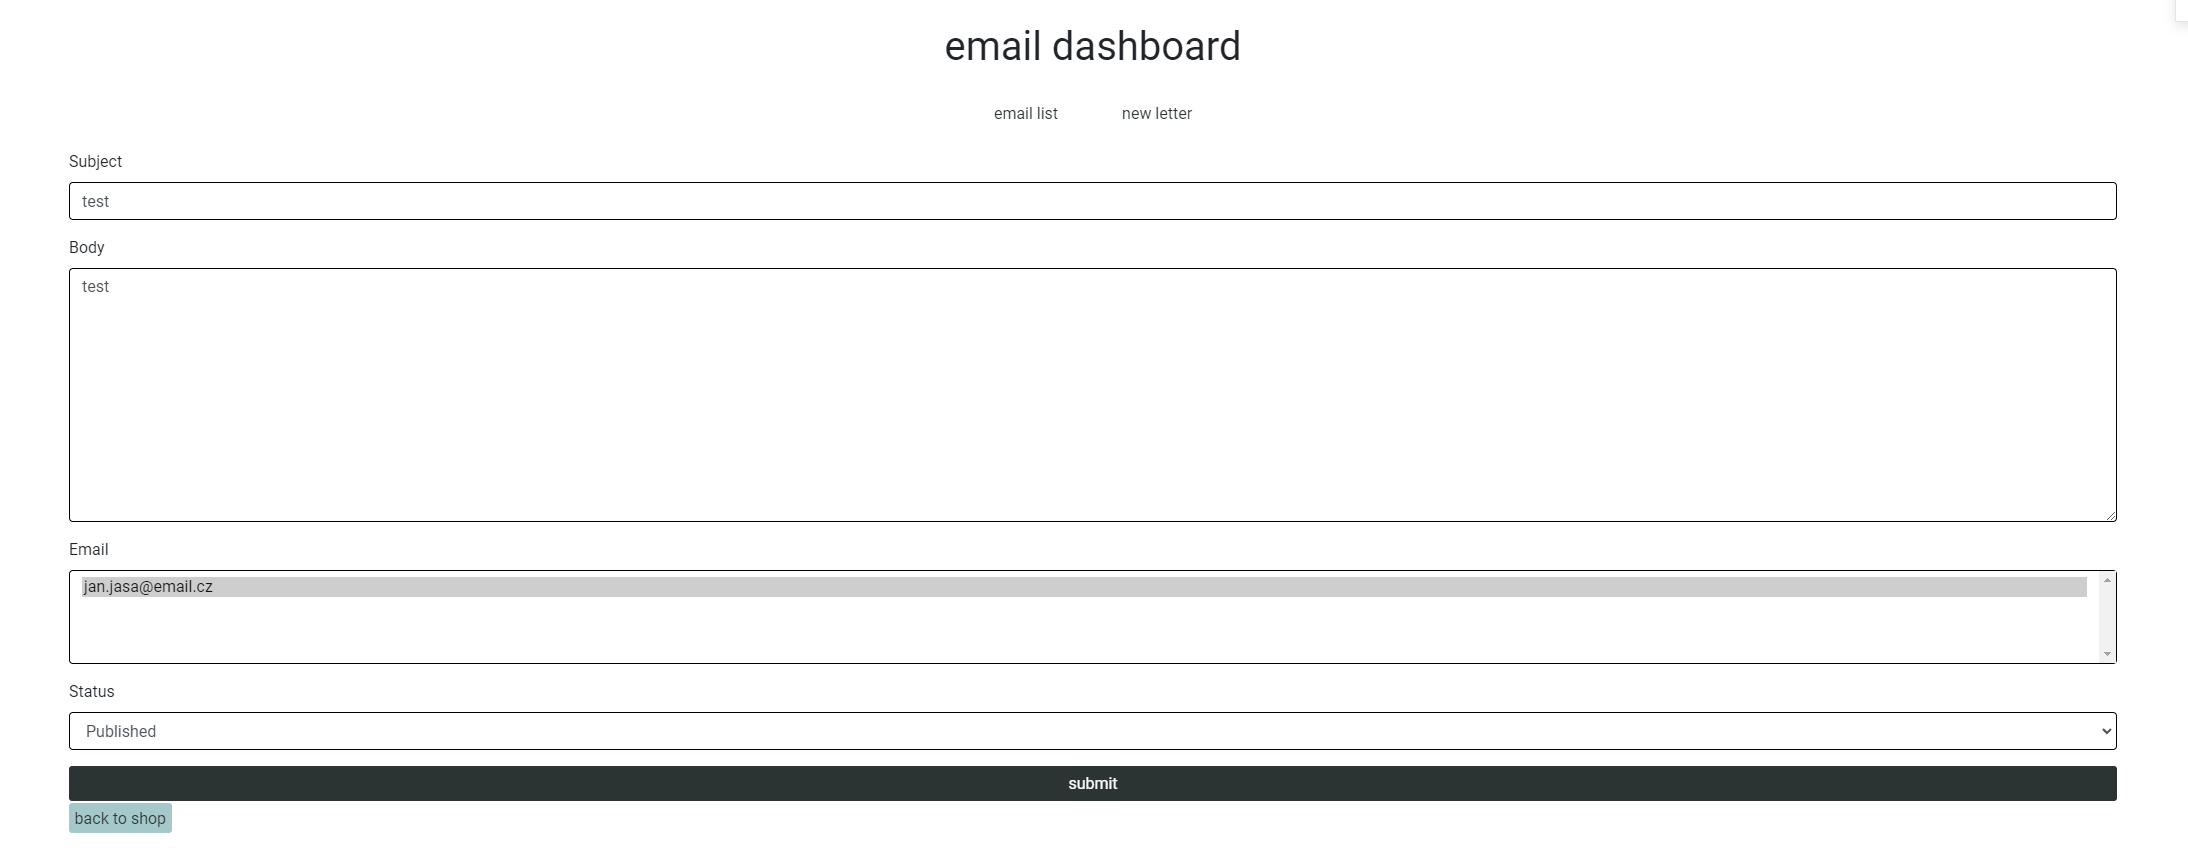 email dashboard
email list new letter
Subject
test
Body
test
Email
jan.jasa@email.cz
Status
Published
submit
back to shop